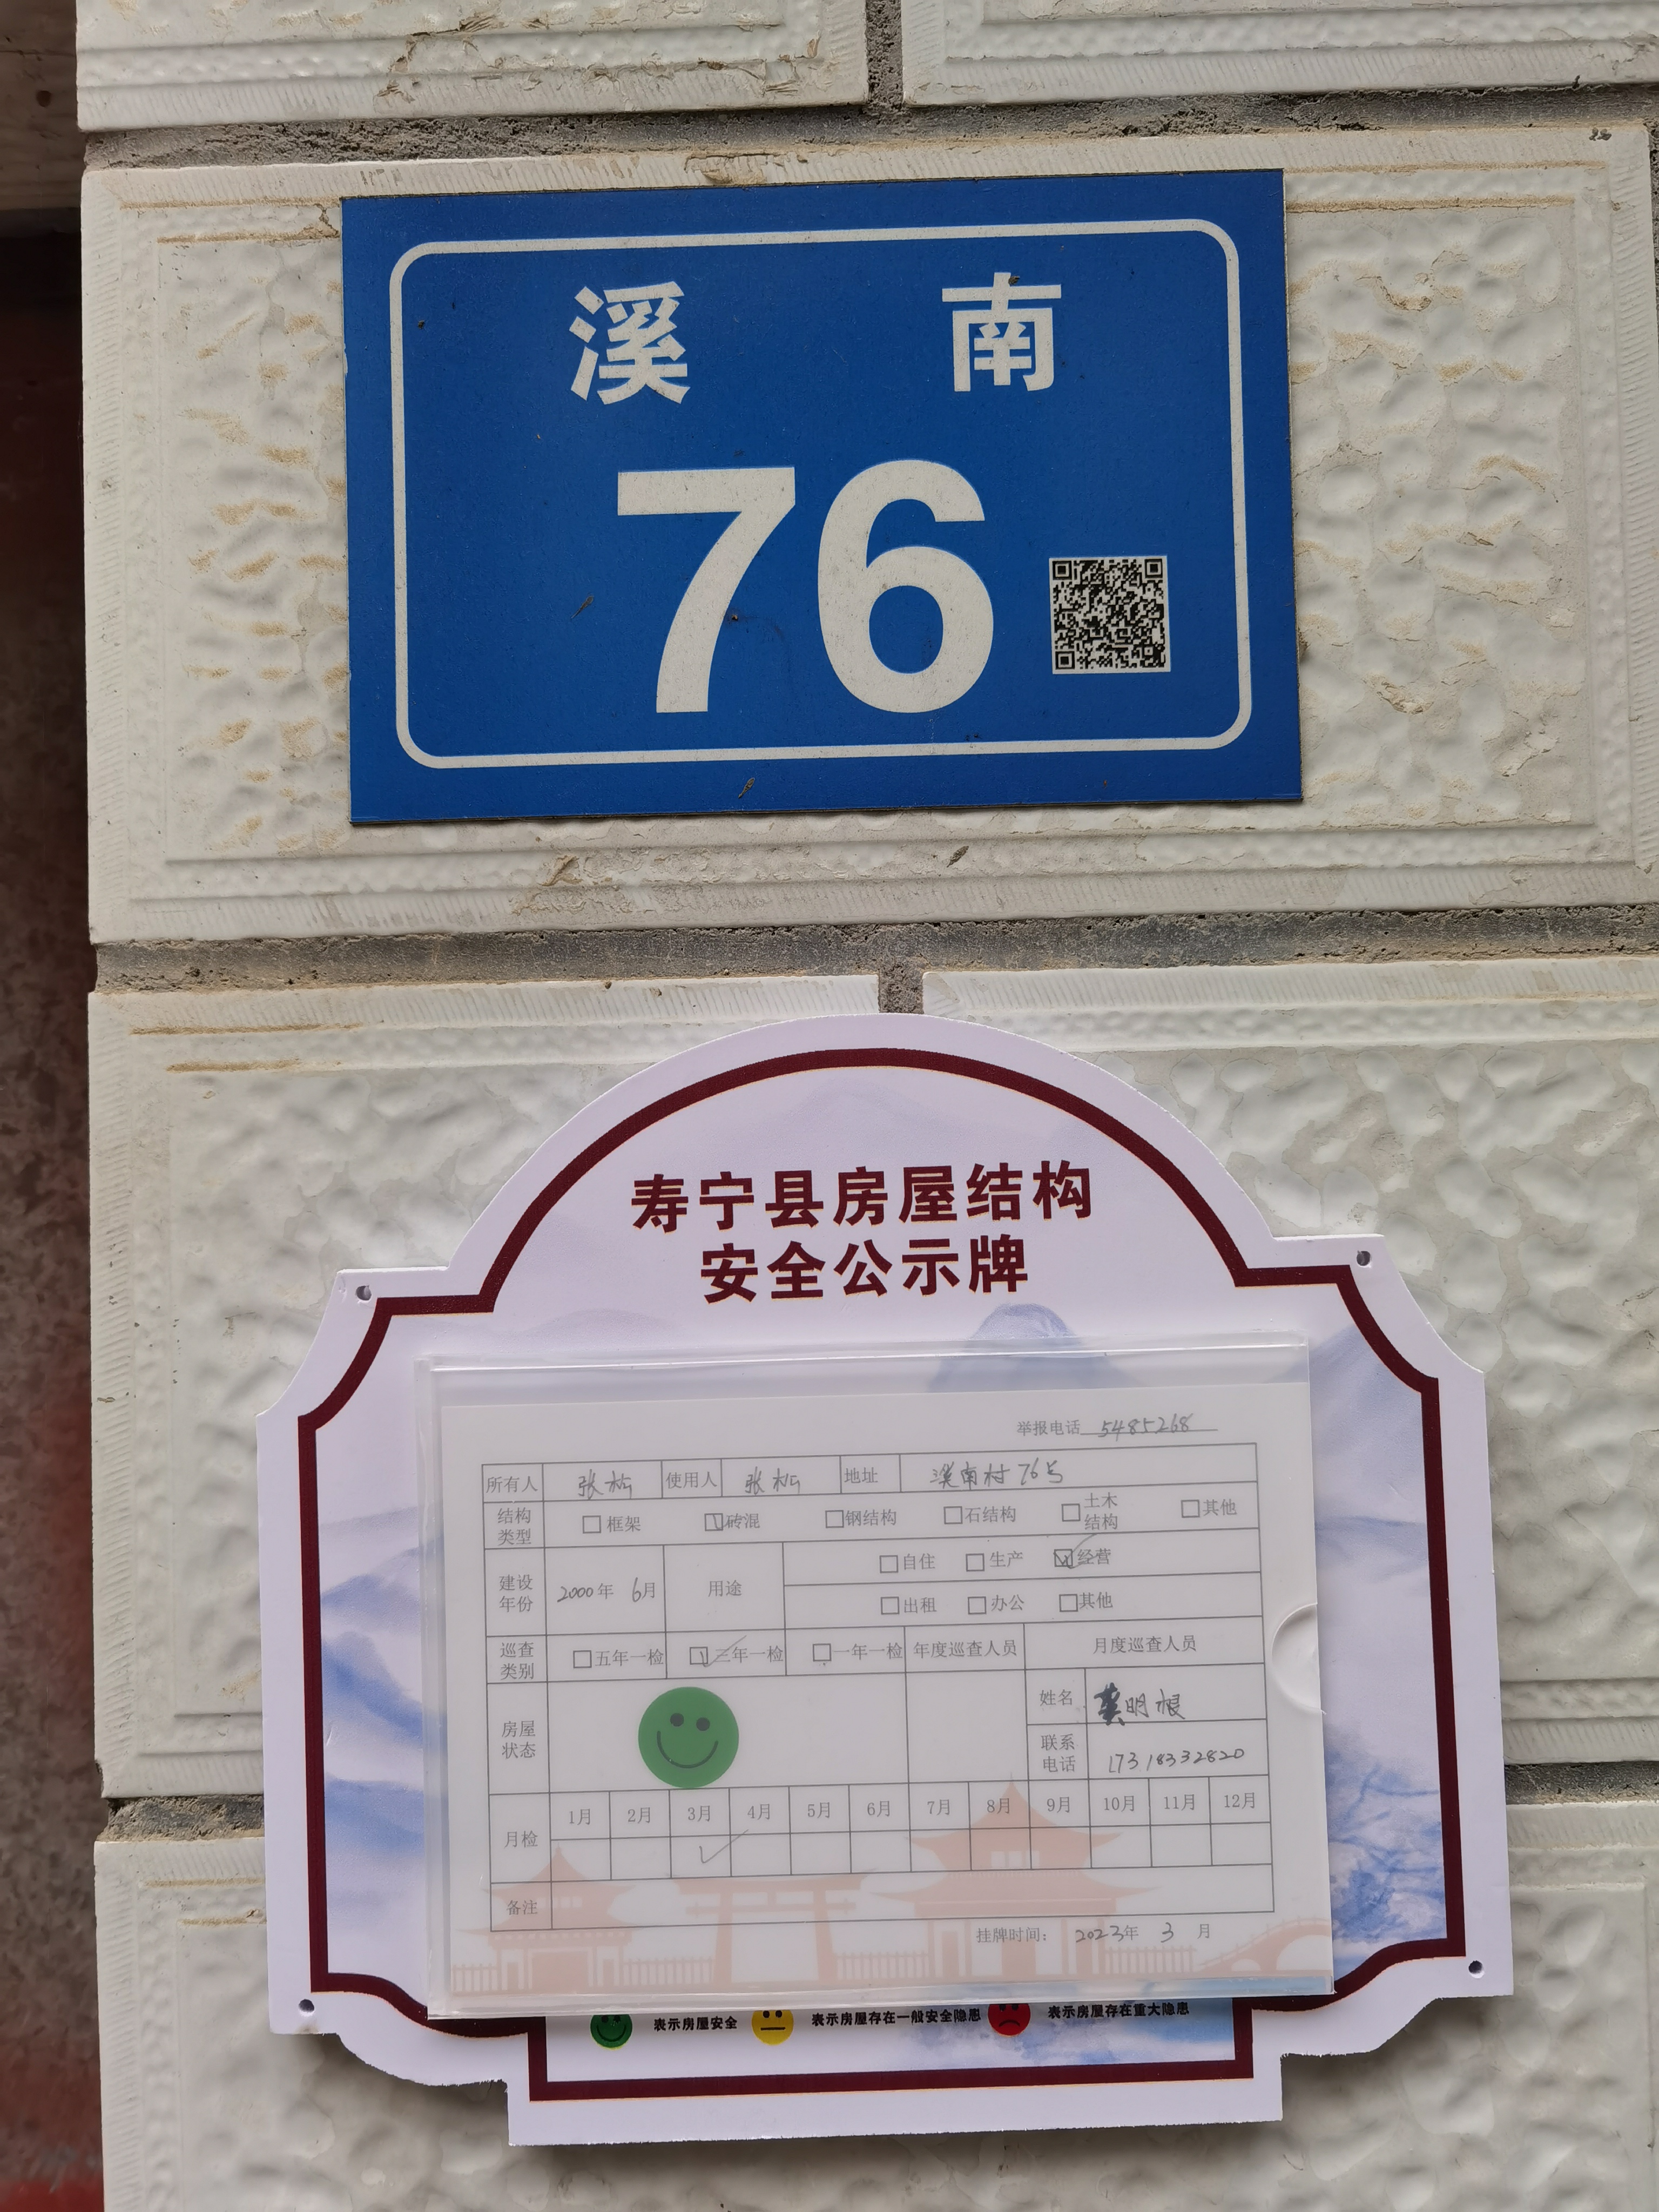 溪 南
76
寿宁县房屋结构
安全公示牌
举报电话 5485268
所有人 张松 使用人 张松 地址 溪南村76号
结构类型 □框架 ☑砖混 □钢结构 □石结构 □土木结构 □其他
建设年份 2000年 6月 用途 □自住 □生产 ☑经营
□出租 □办公 □其他
巡查类别 □五年一检 ☑三年一检 □一年一检 年度巡查人员 月度巡查人员
房屋状态 姓名 龚明根
联系电话 17318332820
月检 1月 2月 3月 4月 5月 6月 7月 8月 9月 10月 11月 12月
✓
备注
挂牌时间： 2023年 3 月
表示房屋安全 表示房屋存在一般安全隐患 表示房屋存在重大隐患